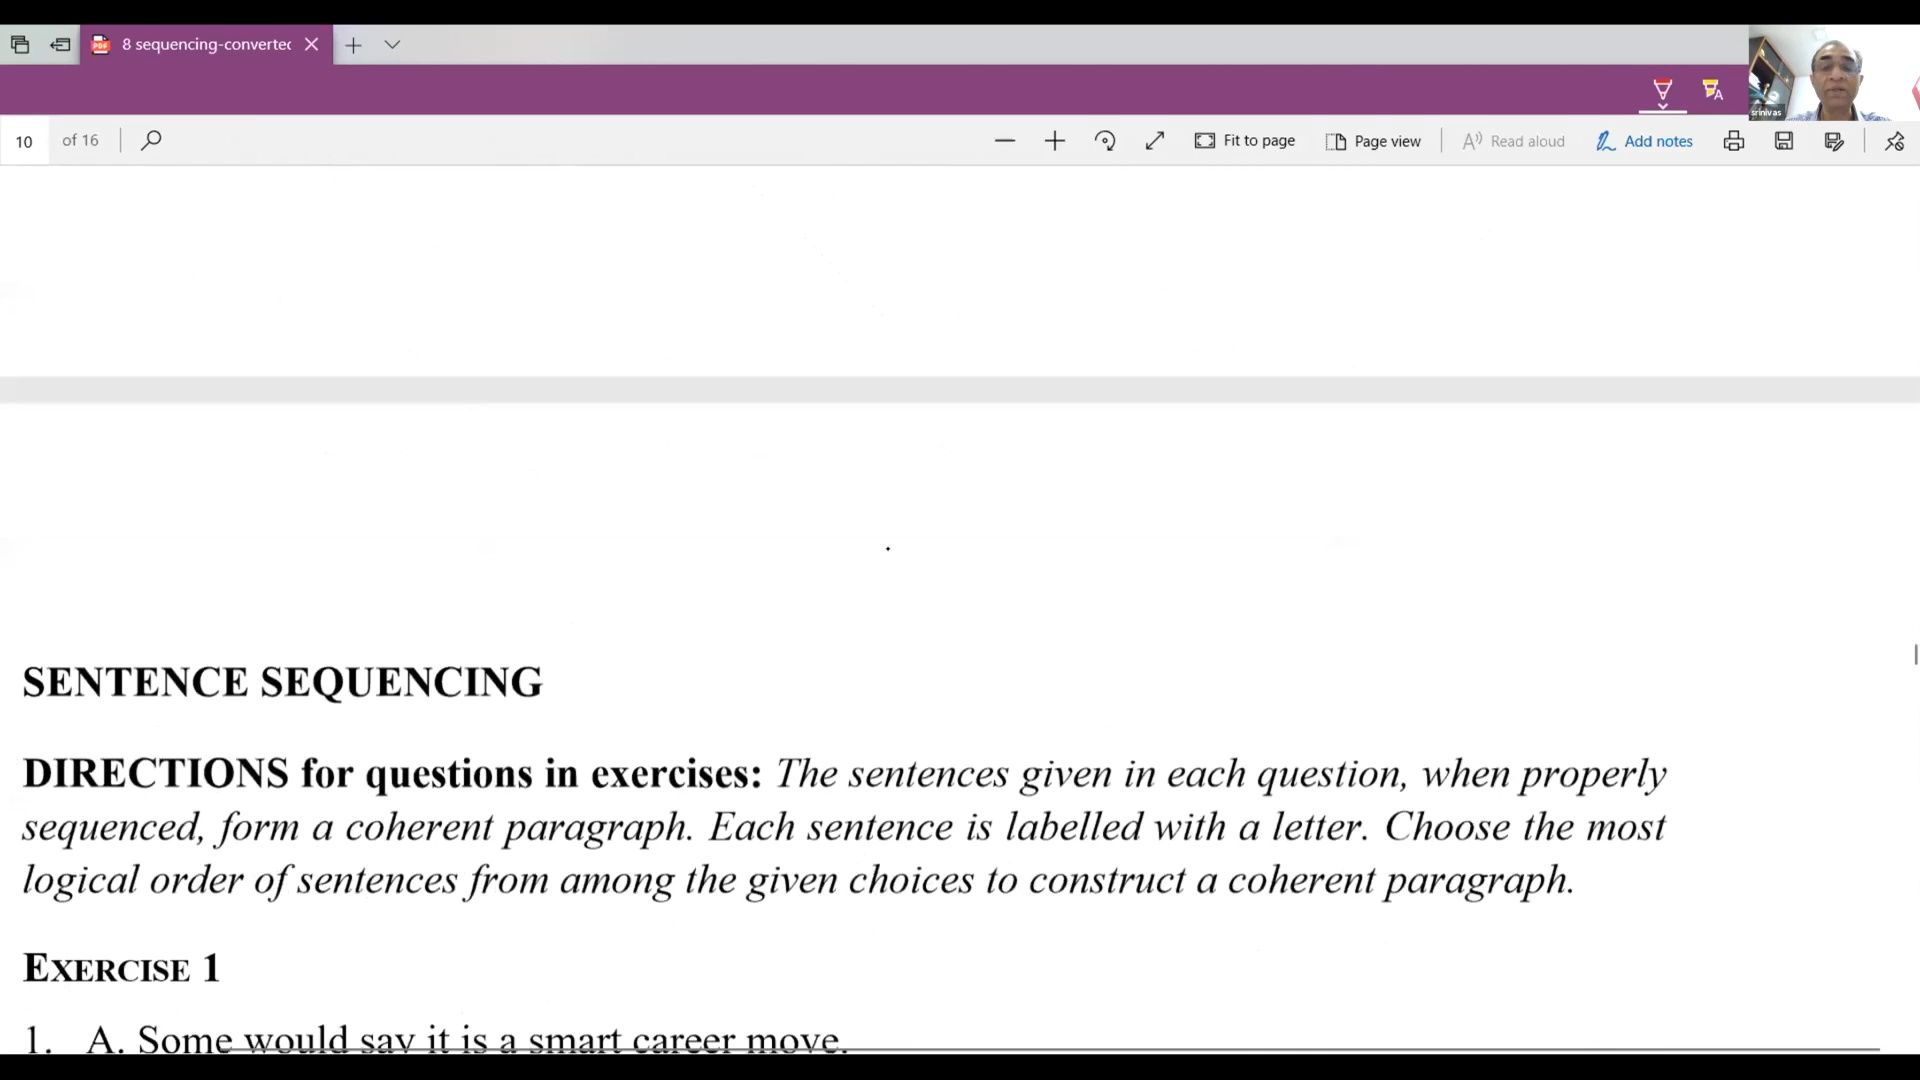 8 sequencing-converted
srinivas
10 of 16
Fit to page
Page view
Read aloud
Add notes
SENTENCE SEQUENCING
DIRECTIONS for questions in exercises: The sentences given in each question, when properly
sequenced, form a coherent paragraph. Each sentence is labelled with a letter. Choose the most
logical order of sentences from among the given choices to construct a coherent paragraph.
EXERCISE 1
1. A. Some would say it is a smart career move.